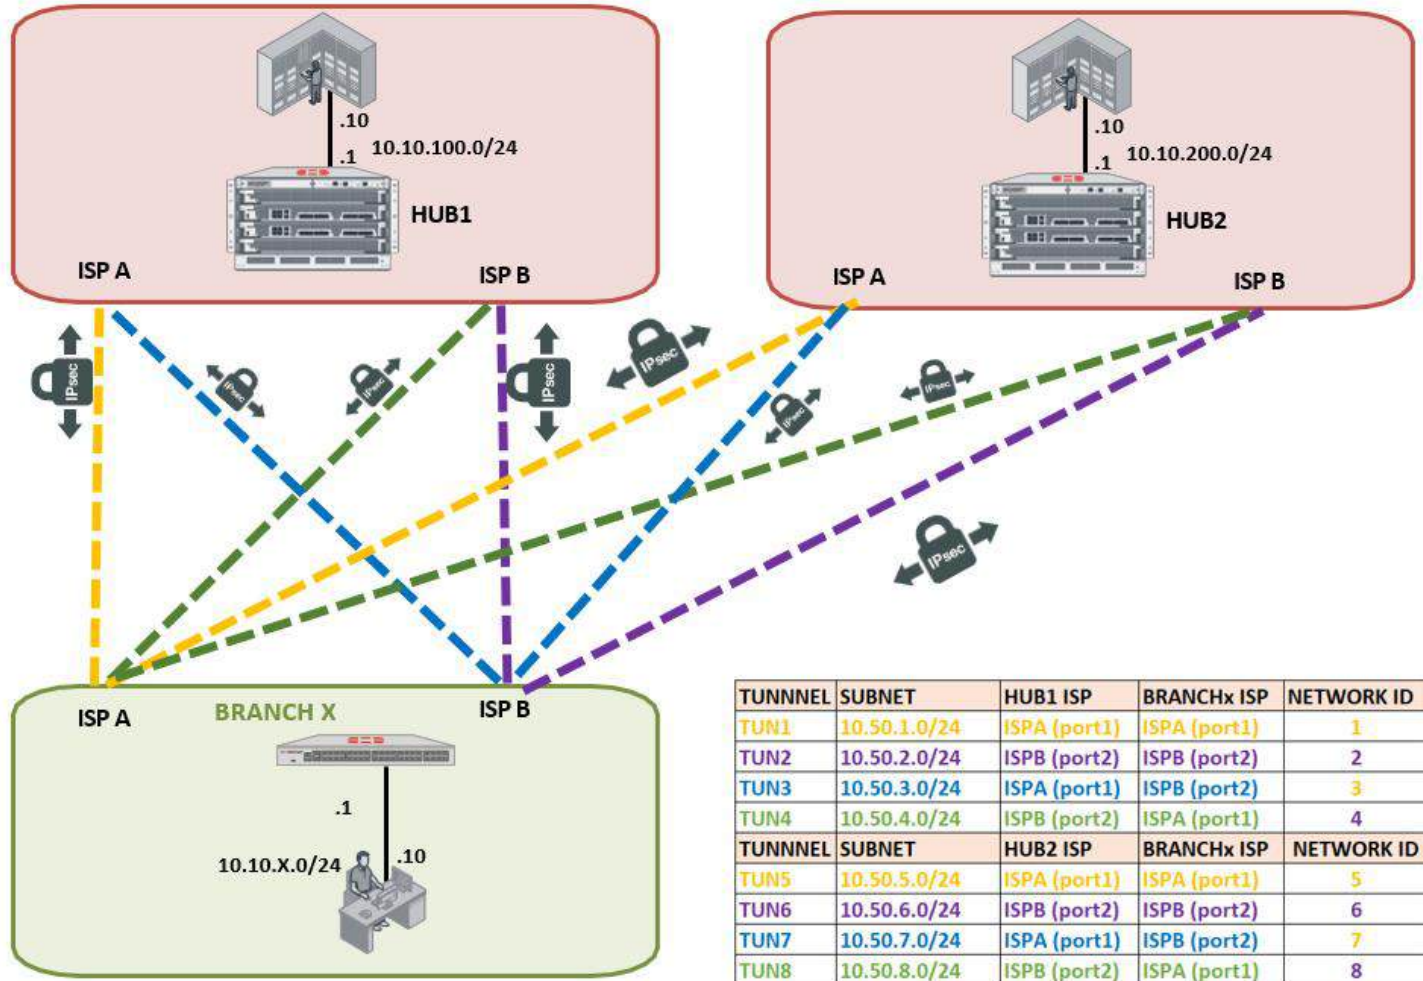 .10
10.10.100.0/24
.1
HUB1
ISP A
ISP B
.10
10.10.200.0/24
.1
HUB2
ISP A
ISP B
IPsec
IPsec
IPsec
IPsec
IPsec
IPsec
IPsec
IPsec
ISP A
BRANCH X
ISP B
.1
10.10.X.0/24
.10
TUNNNEL SUBNET HUB1 ISP BRANCHx ISP NETWORK ID
TUN1 10.50.1.0/24 ISPA (port1) ISPA (port1) 1
TUN2 10.50.2.0/24 ISPB (port2) ISPB (port2) 2
TUN3 10.50.3.0/24 ISPA (port1) ISPB (port2) 3
TUN4 10.50.4.0/24 ISPB (port2) ISPA (port1) 4
TUNNNEL SUBNET HUB2 ISP BRANCHx ISP NETWORK ID
TUN5 10.50.5.0/24 ISPA (port1) ISPA (port1) 5
TUN6 10.50.6.0/24 ISPB (port2) ISPB (port2) 6
TUN7 10.50.7.0/24 ISPA (port1) ISPB (port2) 7
TUN8 10.50.8.0/24 ISPB (port2) ISPA (port1) 8